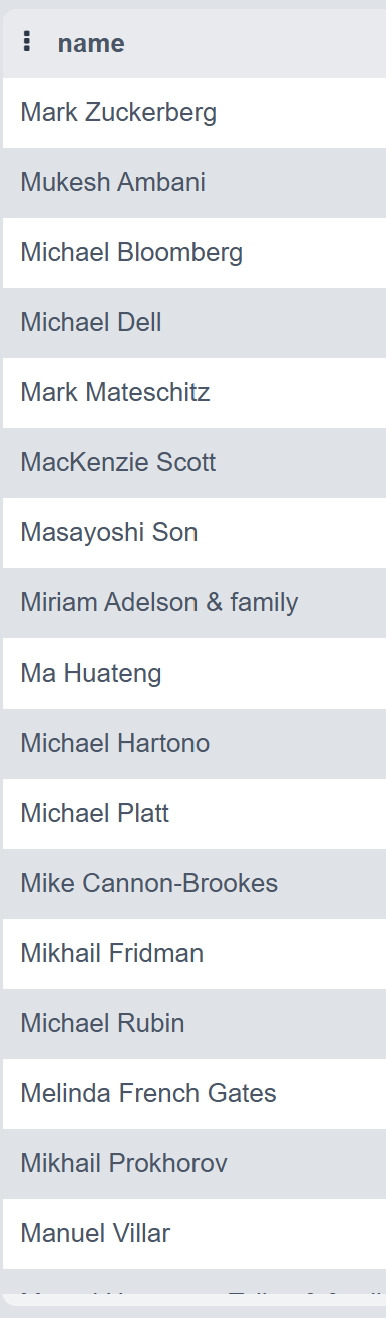 name
Mark Zuckerberg
Mukesh Ambani
Michael Bloomberg
Michael Dell
Mark Mateschitz
MacKenzie Scott
Masayoshi Son
Miriam Adelson & family
Ma Huateng
Michael Hartono
Michael Platt
Mike Cannon-Brookes
Mikhail Fridman
Michael Rubin
Melinda French Gates
Mikhail Prokhorov
Manuel Villar